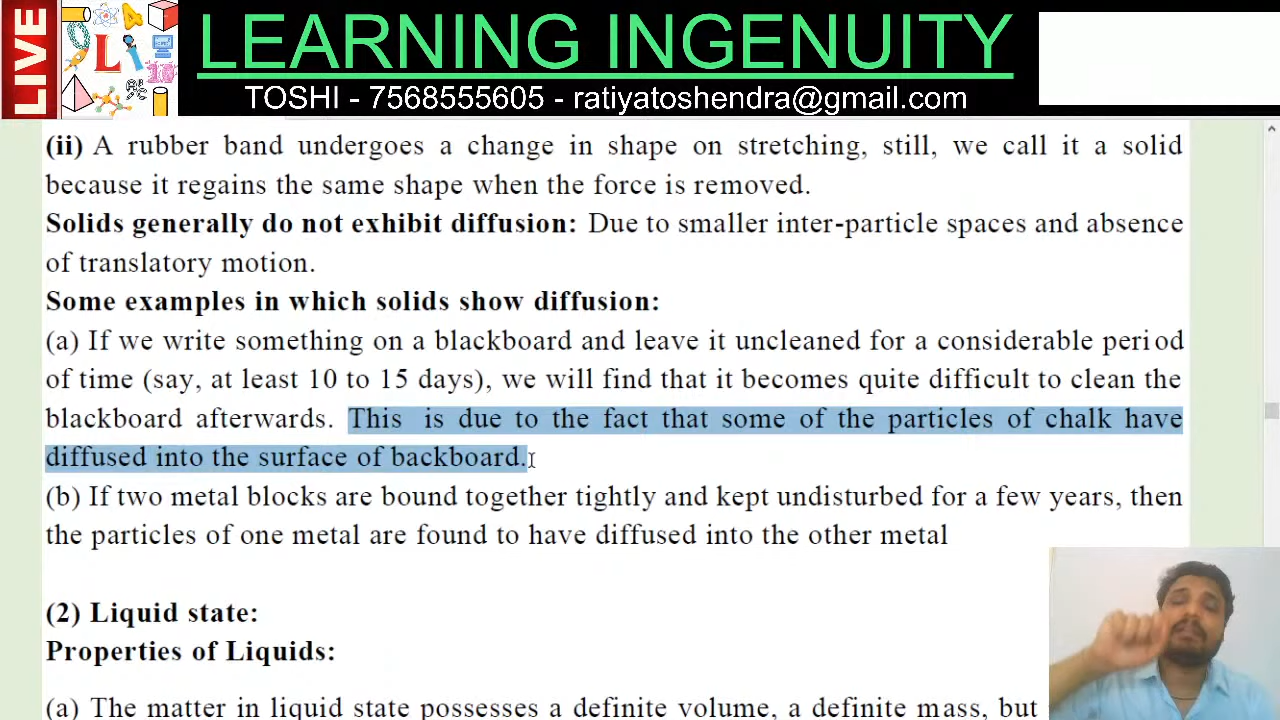 LIVE
LEARNING INGENUITY
TOSHI - 7568555605 - ratiyatoshendra@gmail.com
(ii) A rubber band undergoes a change in shape on stretching, still, we call it a solid
because it regains the same shape when the force is removed.
Solids generally do not exhibit diffusion: Due to smaller inter-particle spaces and absence
of translatory motion.
Some examples in which solids show diffusion:
(a) If we write something on a blackboard and leave it uncleaned for a considerable period
of time (say, at least 10 to 15 days), we will find that it becomes quite difficult to clean the
blackboard afterwards. This is due to the fact that some of the particles of chalk have
diffused into the surface of backboard.
(b) If two metal blocks are bound together tightly and kept undisturbed for a few years, then
the particles of one metal are found to have diffused into the other metal
(2) Liquid state:
Properties of Liquids:
(a) The matter in liquid state possesses a definite volume, a definite mass, but